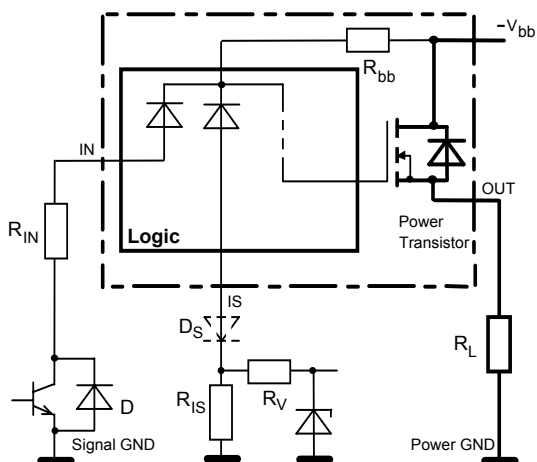 –Vbb
Rbb
IN
OUT
RIN
Logic
Power
Transistor
IS
DS
RL
D
RIS
RV
Signal GND
Power GND